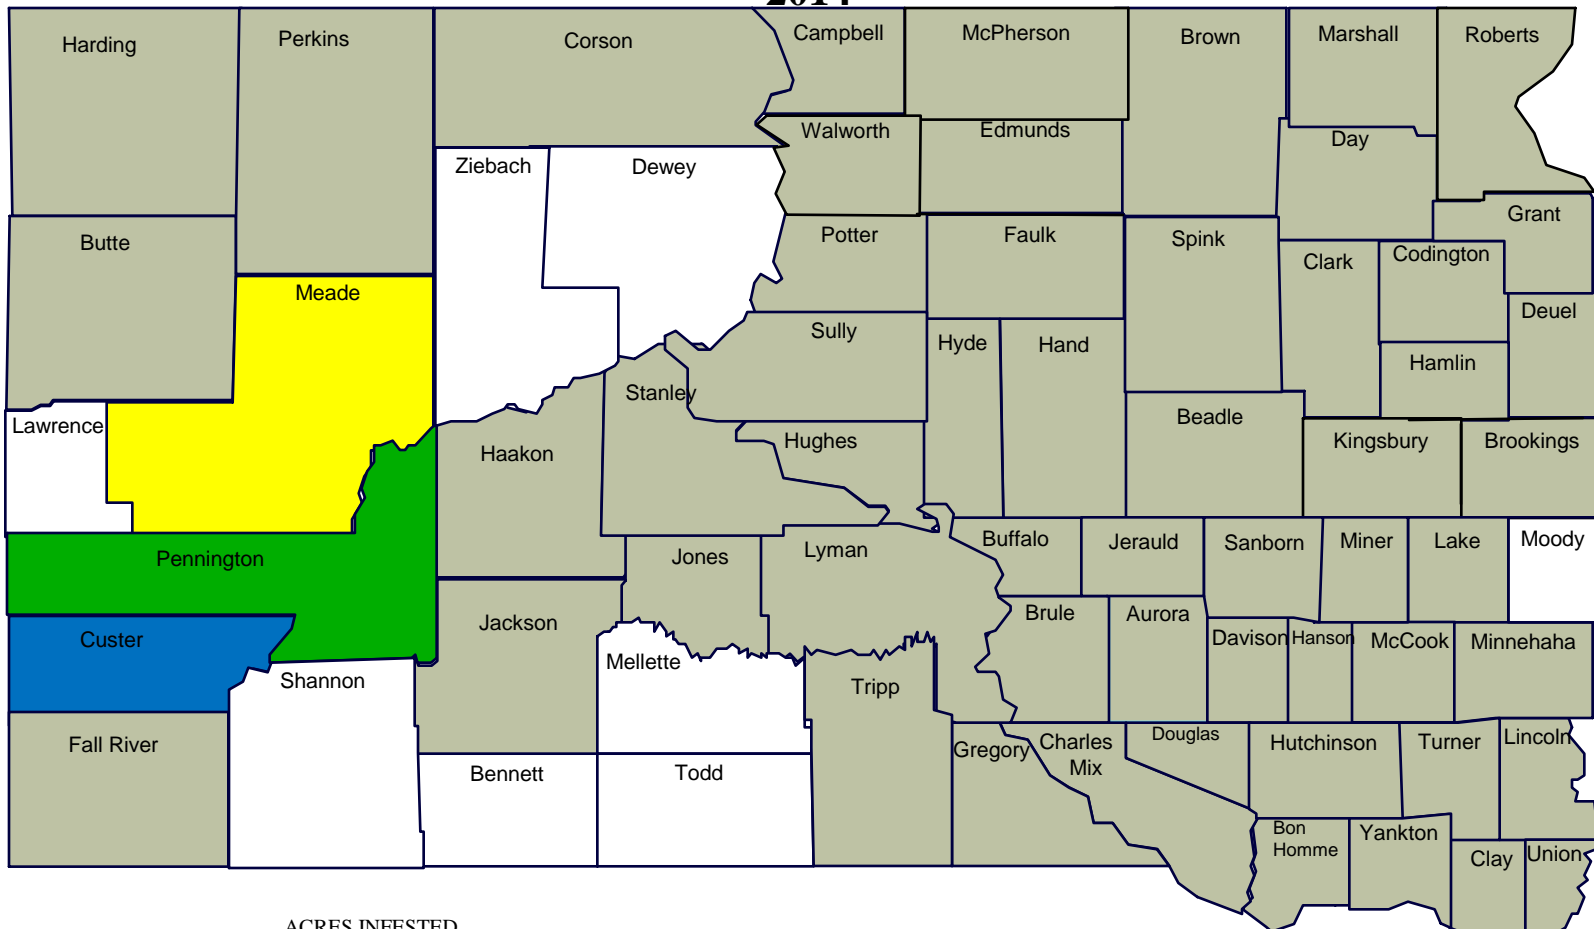 2014
Harding
Perkins
Corson
Campbell
McPherson
Brown
Marshall
Roberts
Walworth
Edmunds
Day
Ziebach
Dewey
Butte
Potter
Faulk
Spink
Grant
Clark
Codington
Meade
Deuel
Sully
Hyde
Hand
Hamlin
Stanley
Lawrence
Beadle
Haakon
Hughes
Kingsbury
Brookings
Pennington
Jones
Lyman
Buffalo
Jerauld
Sanborn
Miner
Lake
Moody
Custer
Jackson
Brule
Aurora
Davison
Hanson
McCook
Minnehaha
Shannon
Mellette
Tripp
Fall River
Bennett
Todd
Gregory
Charles
Mix
Douglas
Hutchinson
Turner
Lincoln
Bon
Homme
Yankton
Clay
Union
ACRES INFESTED